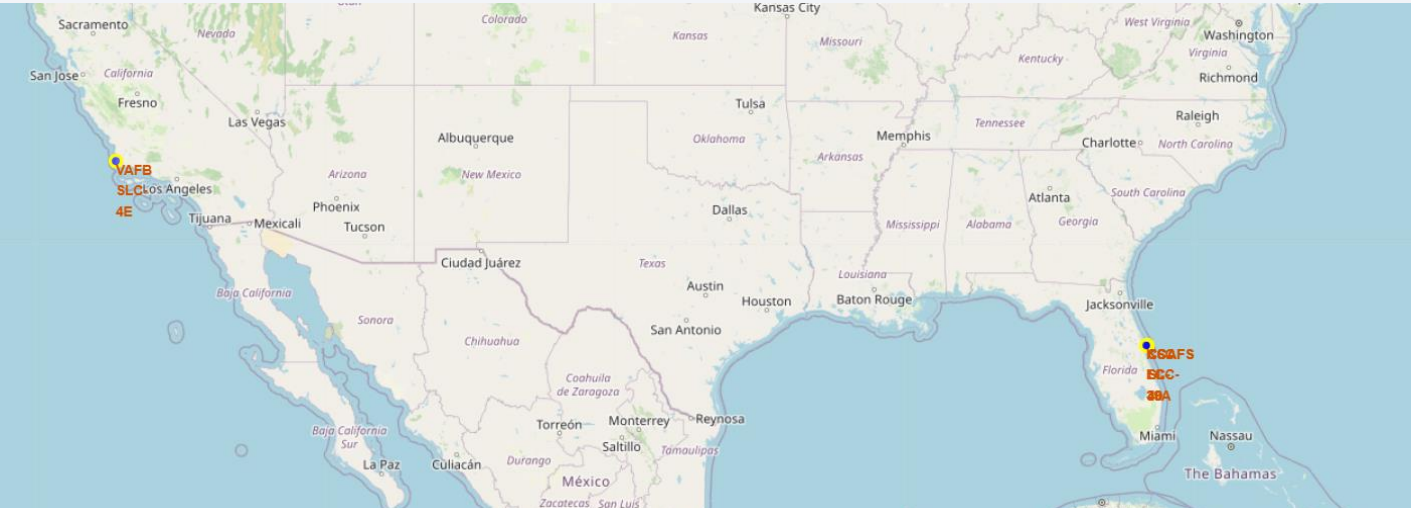 Utah
Kansas City
Sacramento
Colorado
West Virginia
Nevada
Kansas
Missouri
Washington
Virginia
San Jose
California
Kentucky
Richmond
Fresno
Tulsa
Las Vegas
Raleigh
Albuquerque
Oklahoma
Memphis
Tennessee
Charlotte
North Carolina
Arkansas
VAFB
SLC-
4E
Arizona
New Mexico
Los Angeles
South Carolina
Phoenix
Dallas
Atlanta
Tijuana
Mexicali
Tucson
Mississippi
Alabama
Georgia
Ciudad Juárez
Texas
Louisiana
Baja California
Austin
Houston
Baton Rouge
Jacksonville
Sonora
San Antonio
Chihuahua
Florida
Coahuila
de Zaragoza
Torreón
Monterrey
Reynosa
Baja California
Sur
Saltillo
Tamaulipas
Miami
Nassau
La Paz
Culiacán
Durango
México
The Bahamas
Zacatecas
San Luis